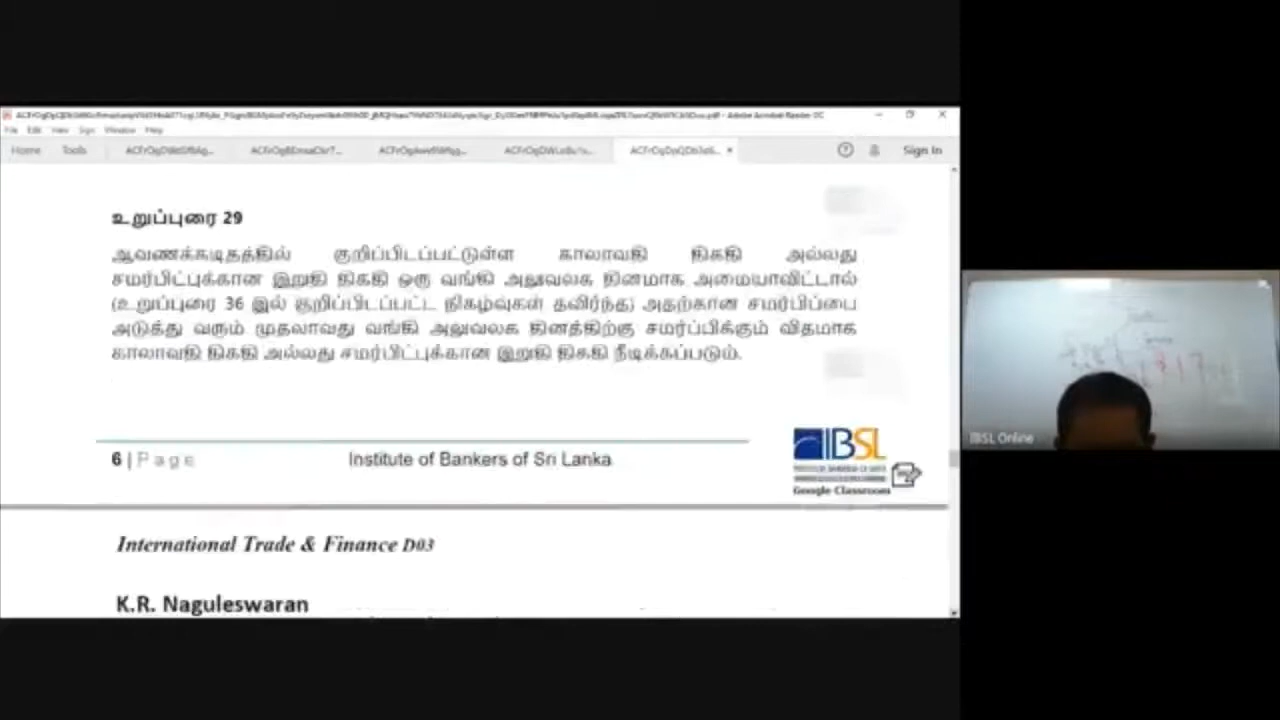 File Edit View Sign Window Help
Home Tools
Sign In
உறுப்புரை 29
ஆவணக்கடிதத்தில் குறிப்பிடப்பட்டுள்ள காலாவதி திகதி அல்லது
சமர்பிட்புக்கான இறுதி திகதி ஒரு வங்கி அலுவலக தினமாக அமையாவிட்டால்
(உறுப்புரை 36 இல் குறிப்பிடப்பட்ட நிகழ்வுகள் தவிர்ந்த) அதற்கான சமர்பிப்பை
அடுத்து வரும் முதலாவது வங்கி அலுவலக தினத்திற்கு சமர்ப்பிக்கும் விதமாக
காலாவதி திகதி அல்லது சமர்பிட்புக்கான இறுதி திகதி நீடிக்கப்படும்.
6 | Page
Institute of Bankers of Sri Lanka
IBSL
Google Classroom
International Trade & Finance D03
K.R. Naguleswaran
IBSL Online